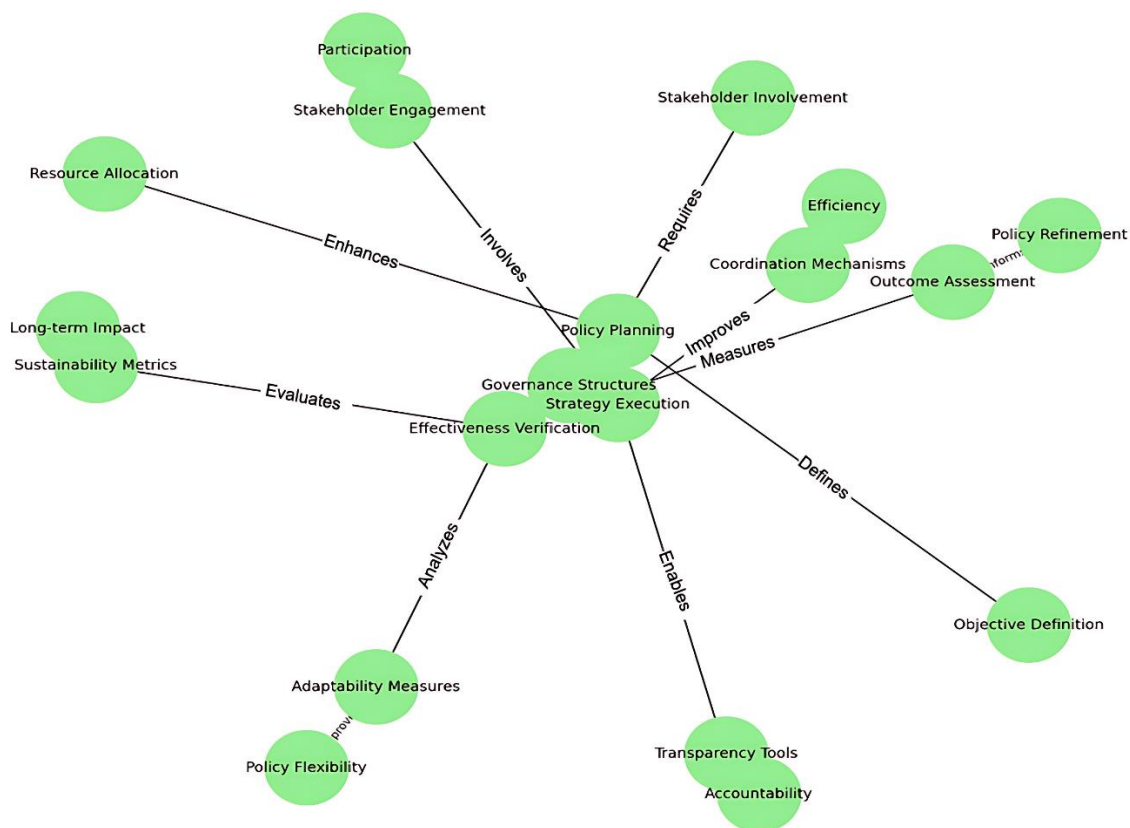 Participation
Stakeholder Engagement
Stakeholder Involvement
Resource Allocation
Efficiency
Policy Refinement
Enhances
Involves
Requires
Coordination Mechanisms
Outcome Assessment
Long-term Impact
Sustainability Metrics
Policy Planning
Improves
Measures
Evaluates
Governance Structures
Strategy Execution
Effectiveness Verification
Defines
Analyzes
Enables
Objective Definition
Adaptability Measures
Policy Flexibility
Transparency Tools
Accountability